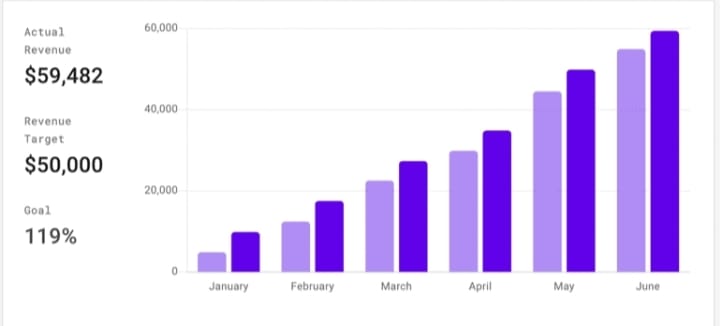 Actual
Revenue
$59,482
Revenue
Target
$50,000
Goal
119%
60,000
40,000
20,000
0
January February March April May June